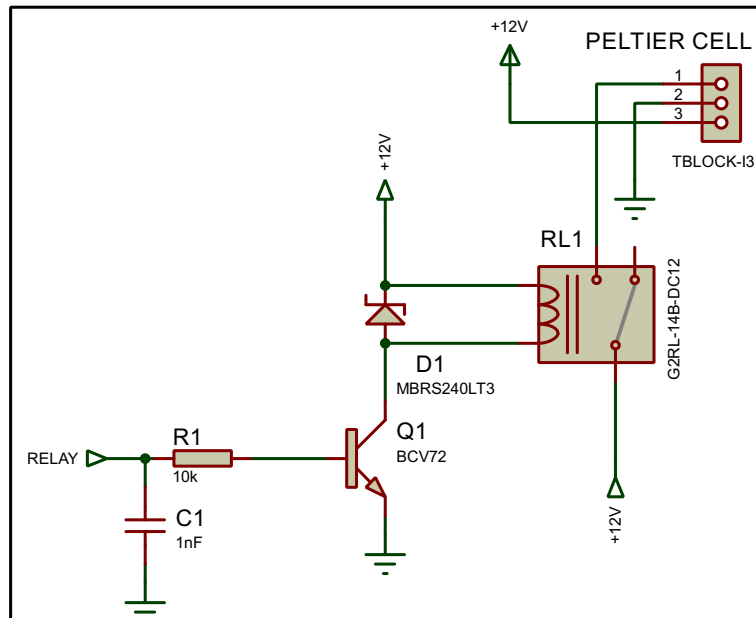 +12V
PELTIER CELL
1
2
3
TBLOCK-I3
+12V
RL1
G2RL-14B-DC12
D1
MBRS240LT3
Q1
BCV72
RELAY
R1
10k
C1
1nF
+12V